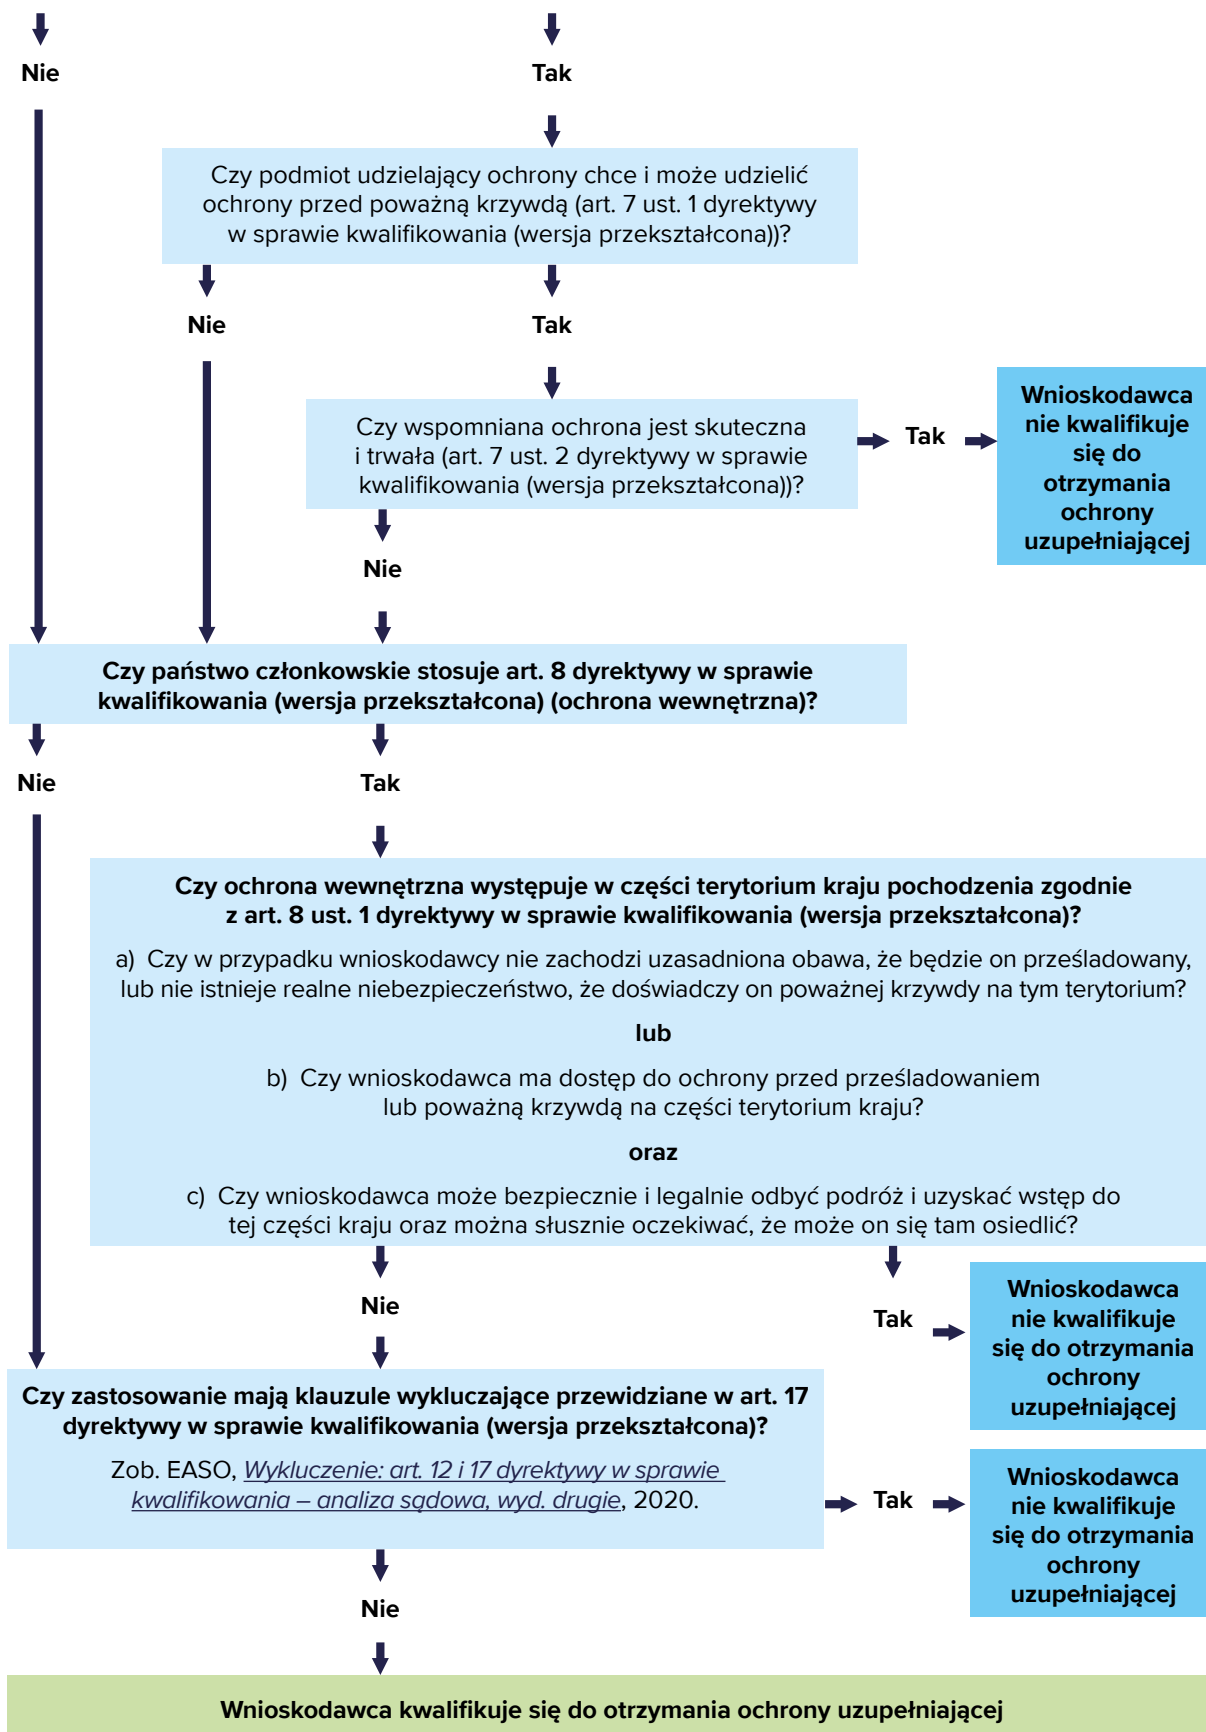 Nie
Tak
Czy podmiot udzielający ochrony chce i może udzielić
ochrony przed poważną krzywdą (art. 7 ust. 1 dyrektywy
w sprawie kwalifikowania (wersja przekształcona))?
Nie
Tak
Czy wspomniana ochrona jest skuteczna
i trwała (art. 7 ust. 2 dyrektywy w sprawie
kwalifikowania (wersja przekształcona))?
Tak
Wnioskodawca
nie kwalifikuje
się do
otrzymania
ochrony
uzupełniającej
Nie
Czy państwo członkowskie stosuje art. 8 dyrektywy w sprawie
kwalifikowania (wersja przekształcona) (ochrona wewnętrzna)?
Nie
Tak
Czy ochrona wewnętrzna występuje w części terytorium kraju pochodzenia zgodnie
z art. 8 ust. 1 dyrektywy w sprawie kwalifikowania (wersja przekształcona)?
a) Czy w przypadku wnioskodawcy nie zachodzi uzasadniona obawa, że będzie on prześladowany,
lub nie istnieje realne niebezpieczeństwo, że doświadczy on poważnej krzywdy na tym terytorium?
lub
b) Czy wnioskodawca ma dostęp do ochrony przed prześladowaniem
lub poważną krzywdą na części terytorium kraju?
oraz
c) Czy wnioskodawca może bezpiecznie i legalnie odbyć podróż i uzyskać wstęp do
tej części kraju oraz można słusznie oczekiwać, że może on się tam osiedlić?
Nie
Tak
Wnioskodawca
nie kwalifikuje
się do otrzymania
ochrony
uzupełniającej
Czy zastosowanie mają klauzule wykluczające przewidziane w art. 17
dyrektywy w sprawie kwalifikowania (wersja przekształcona)?
Zob. EASO, Wykluczenie: art. 12 i 17 dyrektywy w sprawie
kwalifikowania – analiza sądowa, wyd. drugie, 2020.
Tak
Wnioskodawca
nie kwalifikuje
się do otrzymania
ochrony
uzupełniającej
Nie
Wnioskodawca kwalifikuje się do otrzymania ochrony uzupełniającej